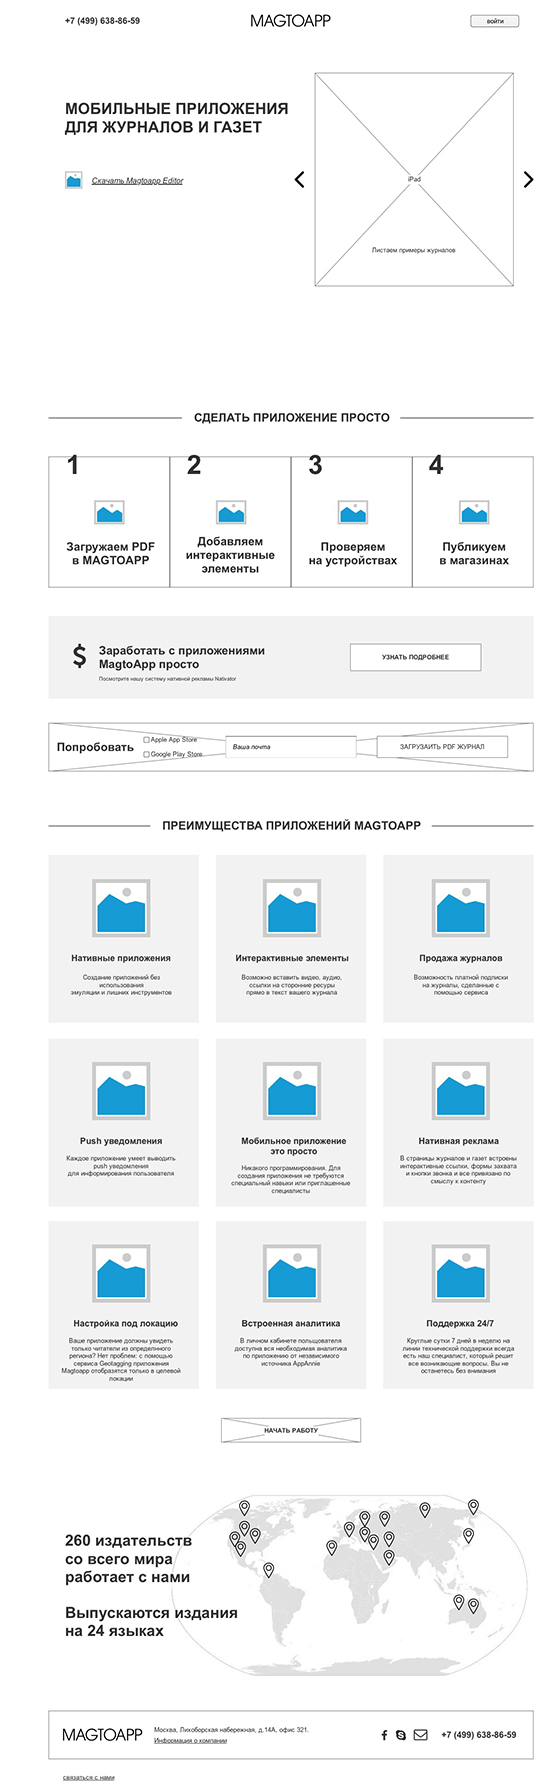 +7 (499) 638-86-59
MAGTOAPP
войти
МОБИЛЬНЫЕ ПРИЛОЖЕНИЯ
ДЛЯ ЖУРНАЛОВ И ГАЗЕТ
Скачать Magtoapp Editor
iPad
Листаем примеры журналов
СДЕЛАТЬ ПРИЛОЖЕНИЕ ПРОСТО
1
Загружаем PDF
в MAGTOAPP
2
Добавляем
интерактивные
элементы
3
Проверяем
на устройствах
4
Публикуем
в магазинах
$
Заработать с приложениями
MagtoApp просто
Посмотрите нашу систему нативной рекламы Nativator
УЗНАТЬ ПОДРОБНЕЕ
Попробовать
Apple App Store
Google Play Store
Ваша почта
ЗАГРУЗАИТЬ PDF ЖУРНАЛ
ПРЕИМУЩЕСТВА ПРИЛОЖЕНИЙ MAGTOAPP
Нативные приложения
Создание приложений без
использования
эмуляции и лишних инструментов
Интерактивные элементы
Возможно вставить видео, аудио,
ссылки на сторонние ресуры
прямо в текст вашего журнала
Продажа журналов
Возможность платной подписки
на журналы, сделанные с
помощью сервиса
Push уведомления
Каждое приложение умеет выводить
push уведомления
для информирования пользователя
Мобильное приложение
это просто
Никакого программирования. Для
создания приложения не требуются
специальный навыки или приглашенные
специалисты
Нативная реклама
В страницы журналов и газет встроены
интерактивные ссылки, формы захвата
и кнопки звонка и все привязано по
смыслу к контенту
Настройка под локацию
Ваше приложение должны увидеть
только читатели из определнного
региона? Нет проблем: с помощью
сервиса Geotagging приложения
Magtoapp отобразятся только в целевой
локации
Встроенная аналитика
В личном кабинете польщователя
доступна вся необходимая аналитика
по приложению от независимого
источника AppAnnie
Поддержка 24/7
Круглые сутки 7 дней в неделю на
линии технической поддержки всегда
есть наш специалист, который решит
все возникающие вопросы. Вы не
останетесь без внимания
НАЧАТЬ РАБОТУ
260 издательств
со всего мира
работает с нами
Выпускаются издания
на 24 языках
MAGTOAPP
Москва, Лихоборская набережная, д.14А, офис 321.
Информация о компании
+7 (499) 638-86-59
связаться с нами